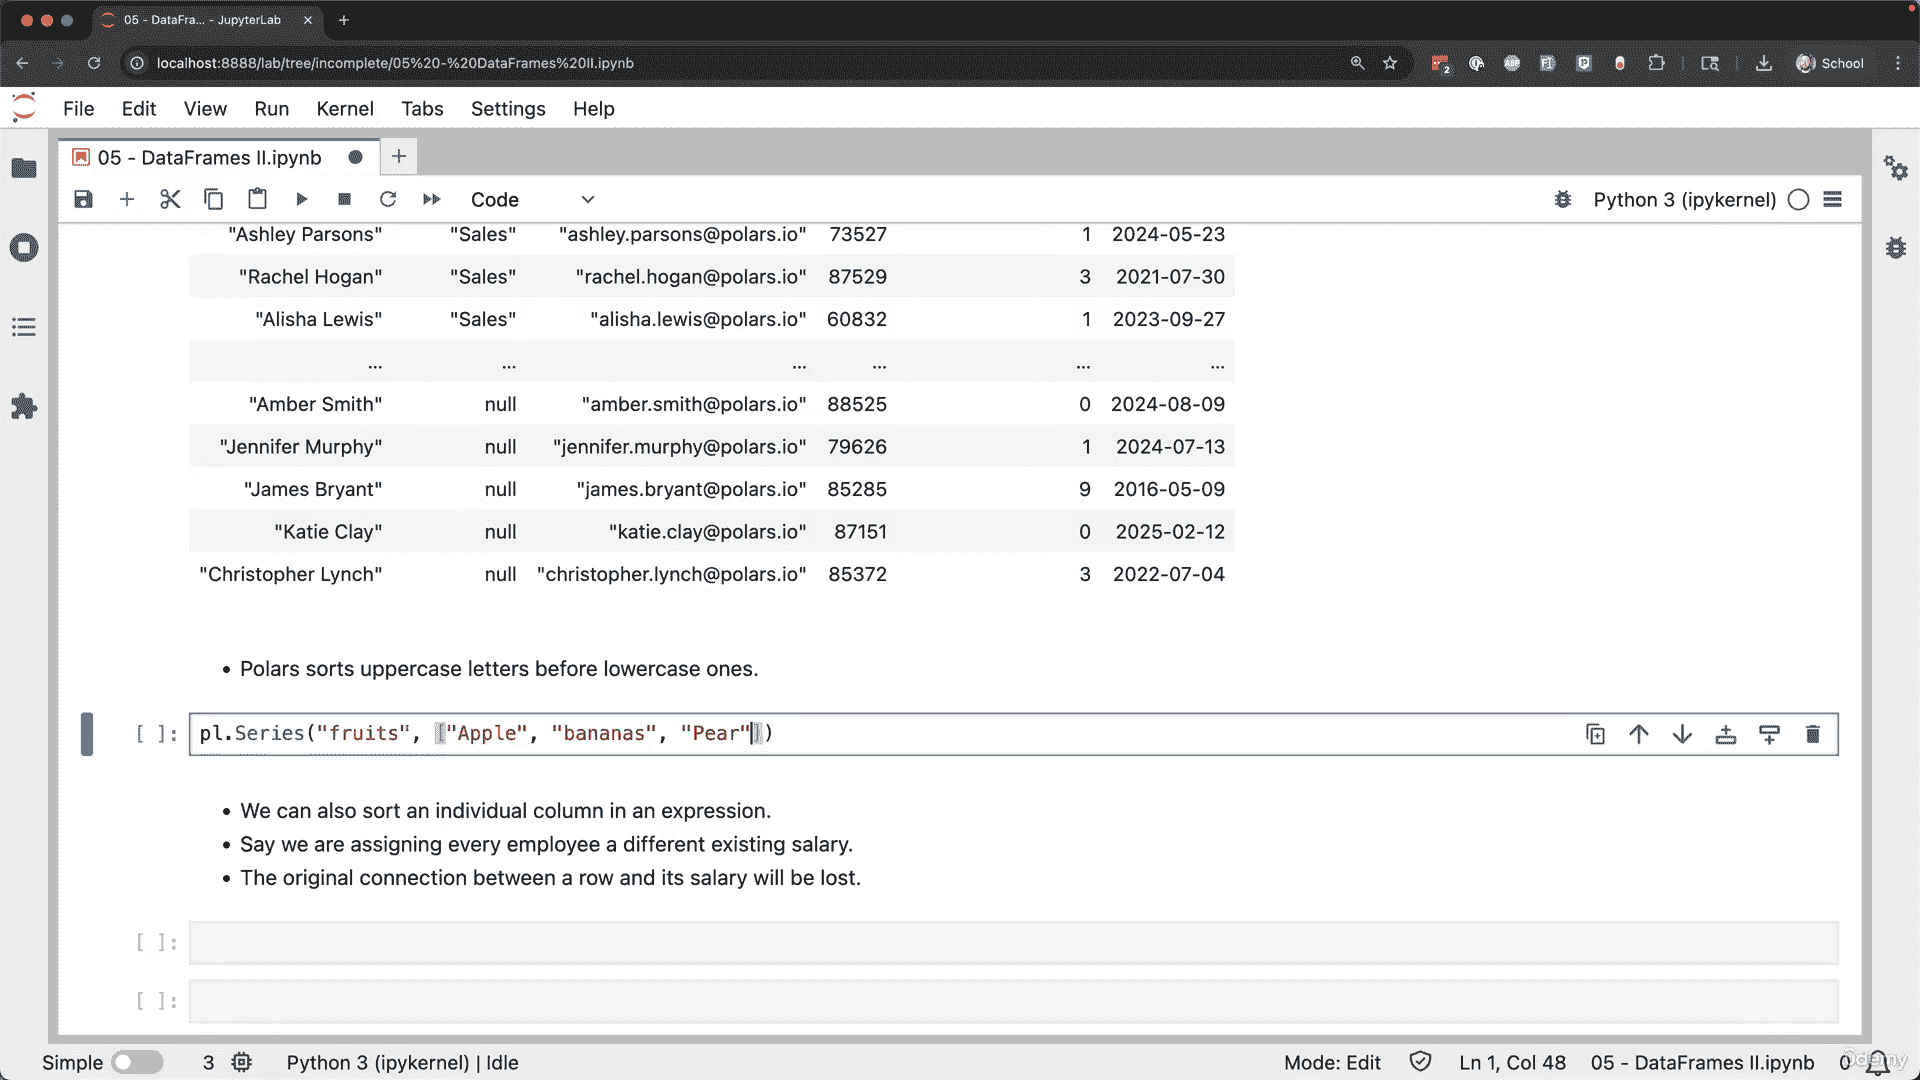 05 - DataFra... - JupyterLab
localhost:8888/lab/tree/incomplete/05%20-%20DataFrames%20II.ipynb
2
School
File Edit View Run Kernel Tabs Settings Help
05 - DataFrames II.ipynb
Code
Python 3 (ipykernel)
"Ashley Parsons" "Sales" "ashley.parsons@polars.io" 73527 1 2024-05-23
"Rachel Hogan" "Sales" "rachel.hogan@polars.io" 87529 3 2021-07-30
"Alisha Lewis" "Sales" "alisha.lewis@polars.io" 60832 1 2023-09-27
… … … … … …
"Amber Smith" null "amber.smith@polars.io" 88525 0 2024-08-09
"Jennifer Murphy" null "jennifer.murphy@polars.io" 79626 1 2024-07-13
"James Bryant" null "james.bryant@polars.io" 85285 9 2016-05-09
"Katie Clay" null "katie.clay@polars.io" 87151 0 2025-02-12
"Christopher Lynch" null "christopher.lynch@polars.io" 85372 3 2022-07-04
• Polars sorts uppercase letters before lowercase ones.
[ ]: pl.Series("fruits", ["Apple", "bananas", "Pear"])
• We can also sort an individual column in an expression.
• Say we are assigning every employee a different existing salary.
• The original connection between a row and its salary will be lost.
[ ]:
[ ]:
Simple 3 Python 3 (ipykernel) | Idle Mode: Edit Ln 1, Col 48 05 - DataFrames II.ipynb 0